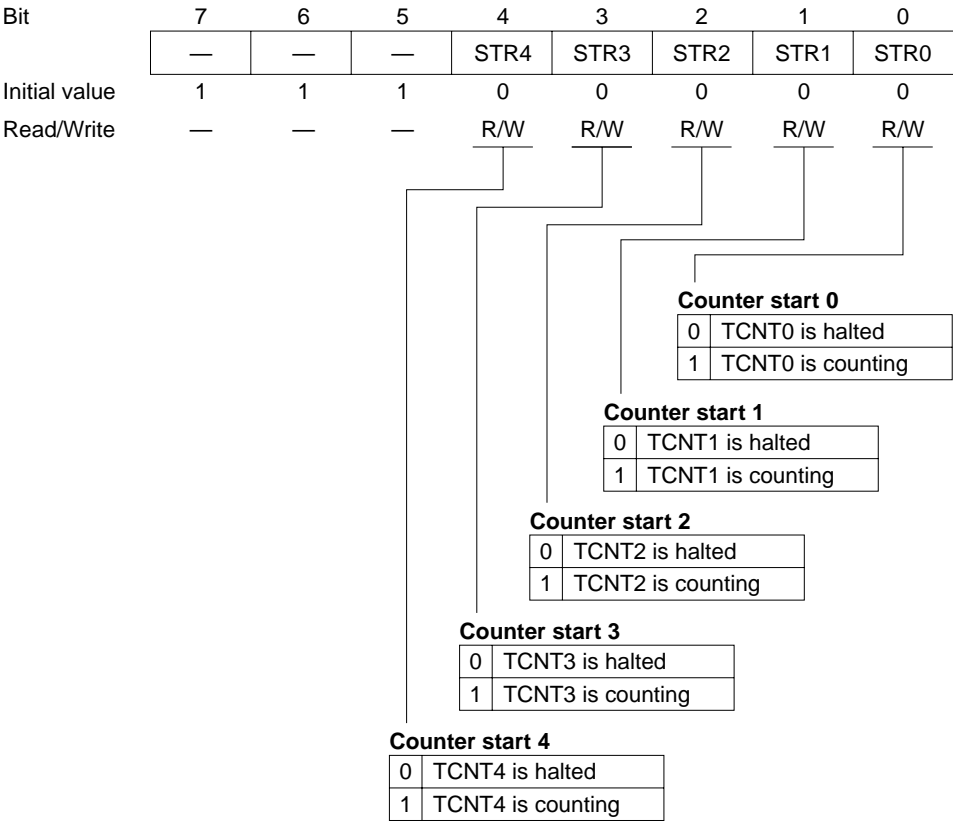 Bit 7 6 5 4 3 2 1 0
— — — STR4 STR3 STR2 STR1 STR0
Initial value 1 1 1 0 0 0 0 0
Read/Write — — — R/W R/W R/W R/W R/W
Counter start 0
0 TCNT0 is halted
1 TCNT0 is counting
Counter start 1
0 TCNT1 is halted
1 TCNT1 is counting
Counter start 2
0 TCNT2 is halted
1 TCNT2 is counting
Counter start 3
0 TCNT3 is halted
1 TCNT3 is counting
Counter start 4
0 TCNT4 is halted
1 TCNT4 is counting